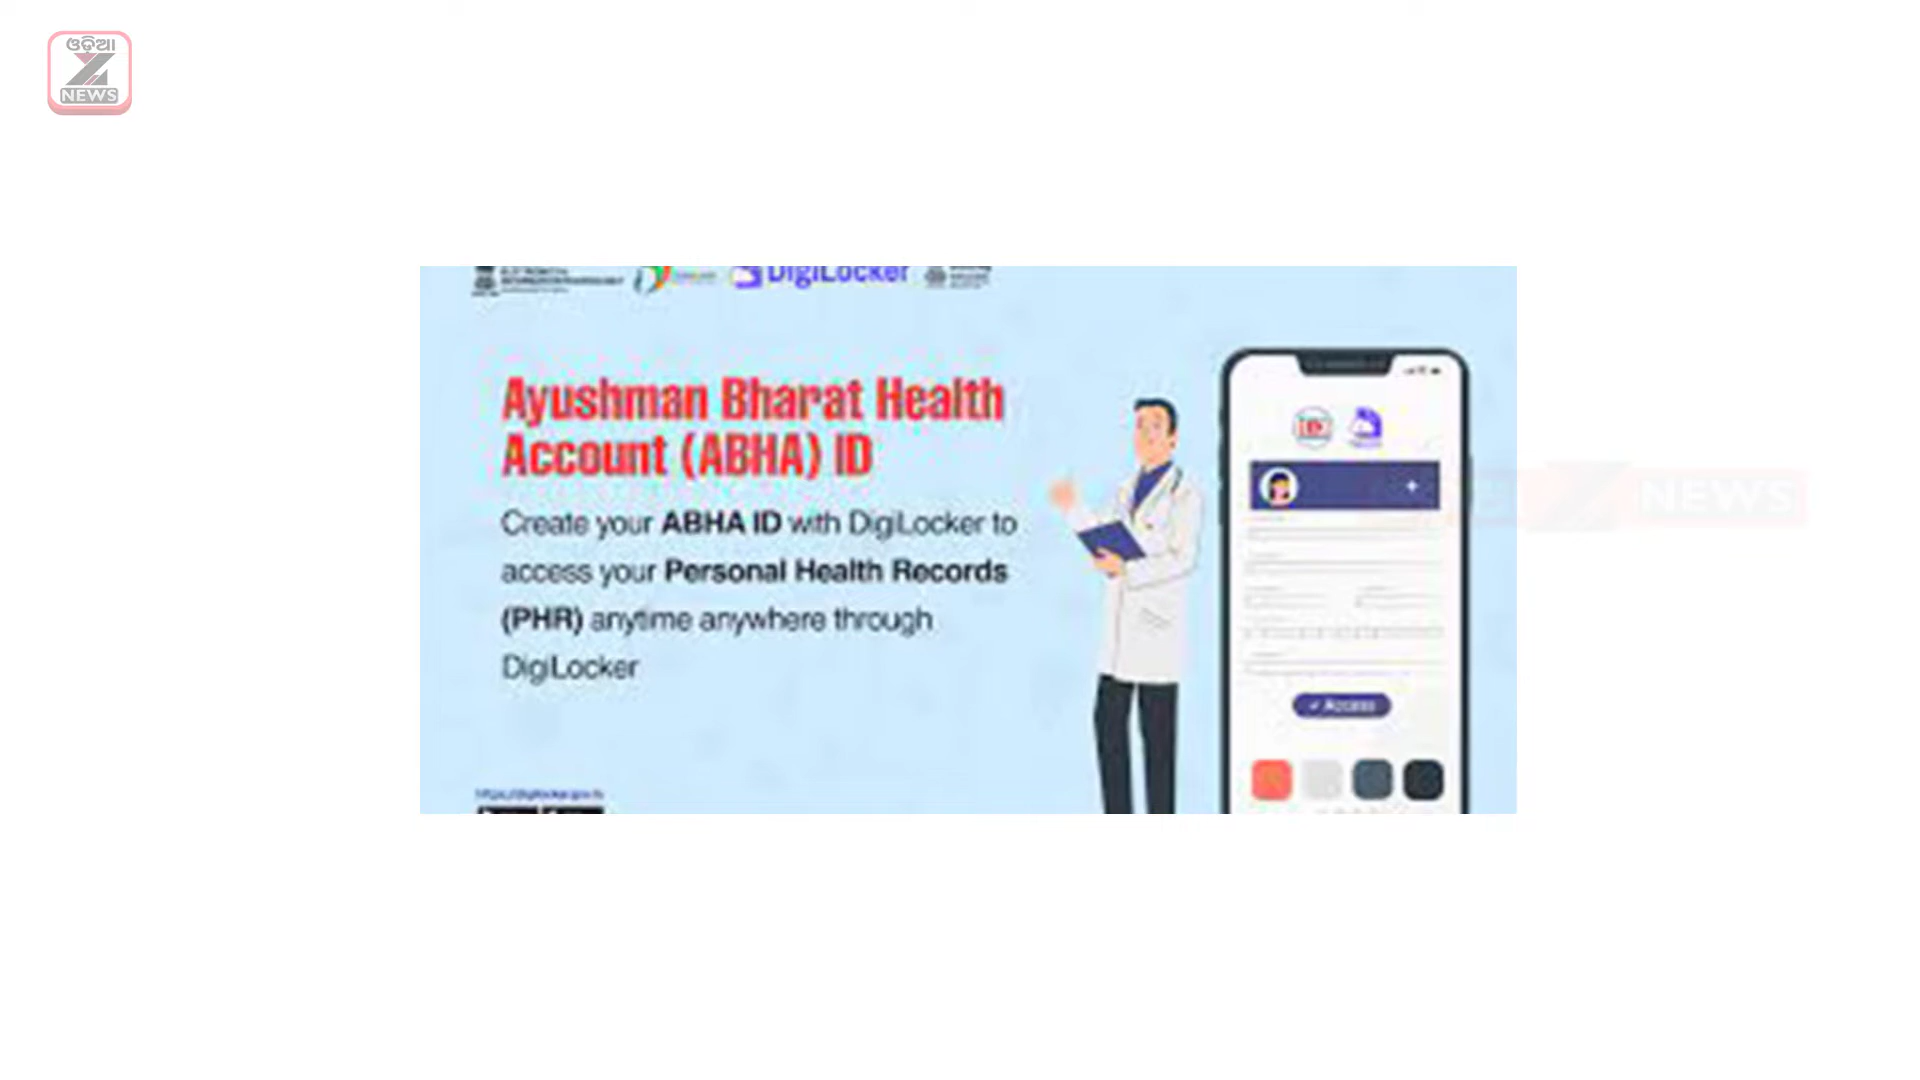 ଓଡ଼ିଆ
Z
NEWS
DigiLocker
Ayushman Bharat Health
Account (ABHA) ID
Create your ABHA ID with DigiLocker to
access your Personal Health Records
(PHR) anytime anywhere through
DigiLocker
Access
Z NEWS